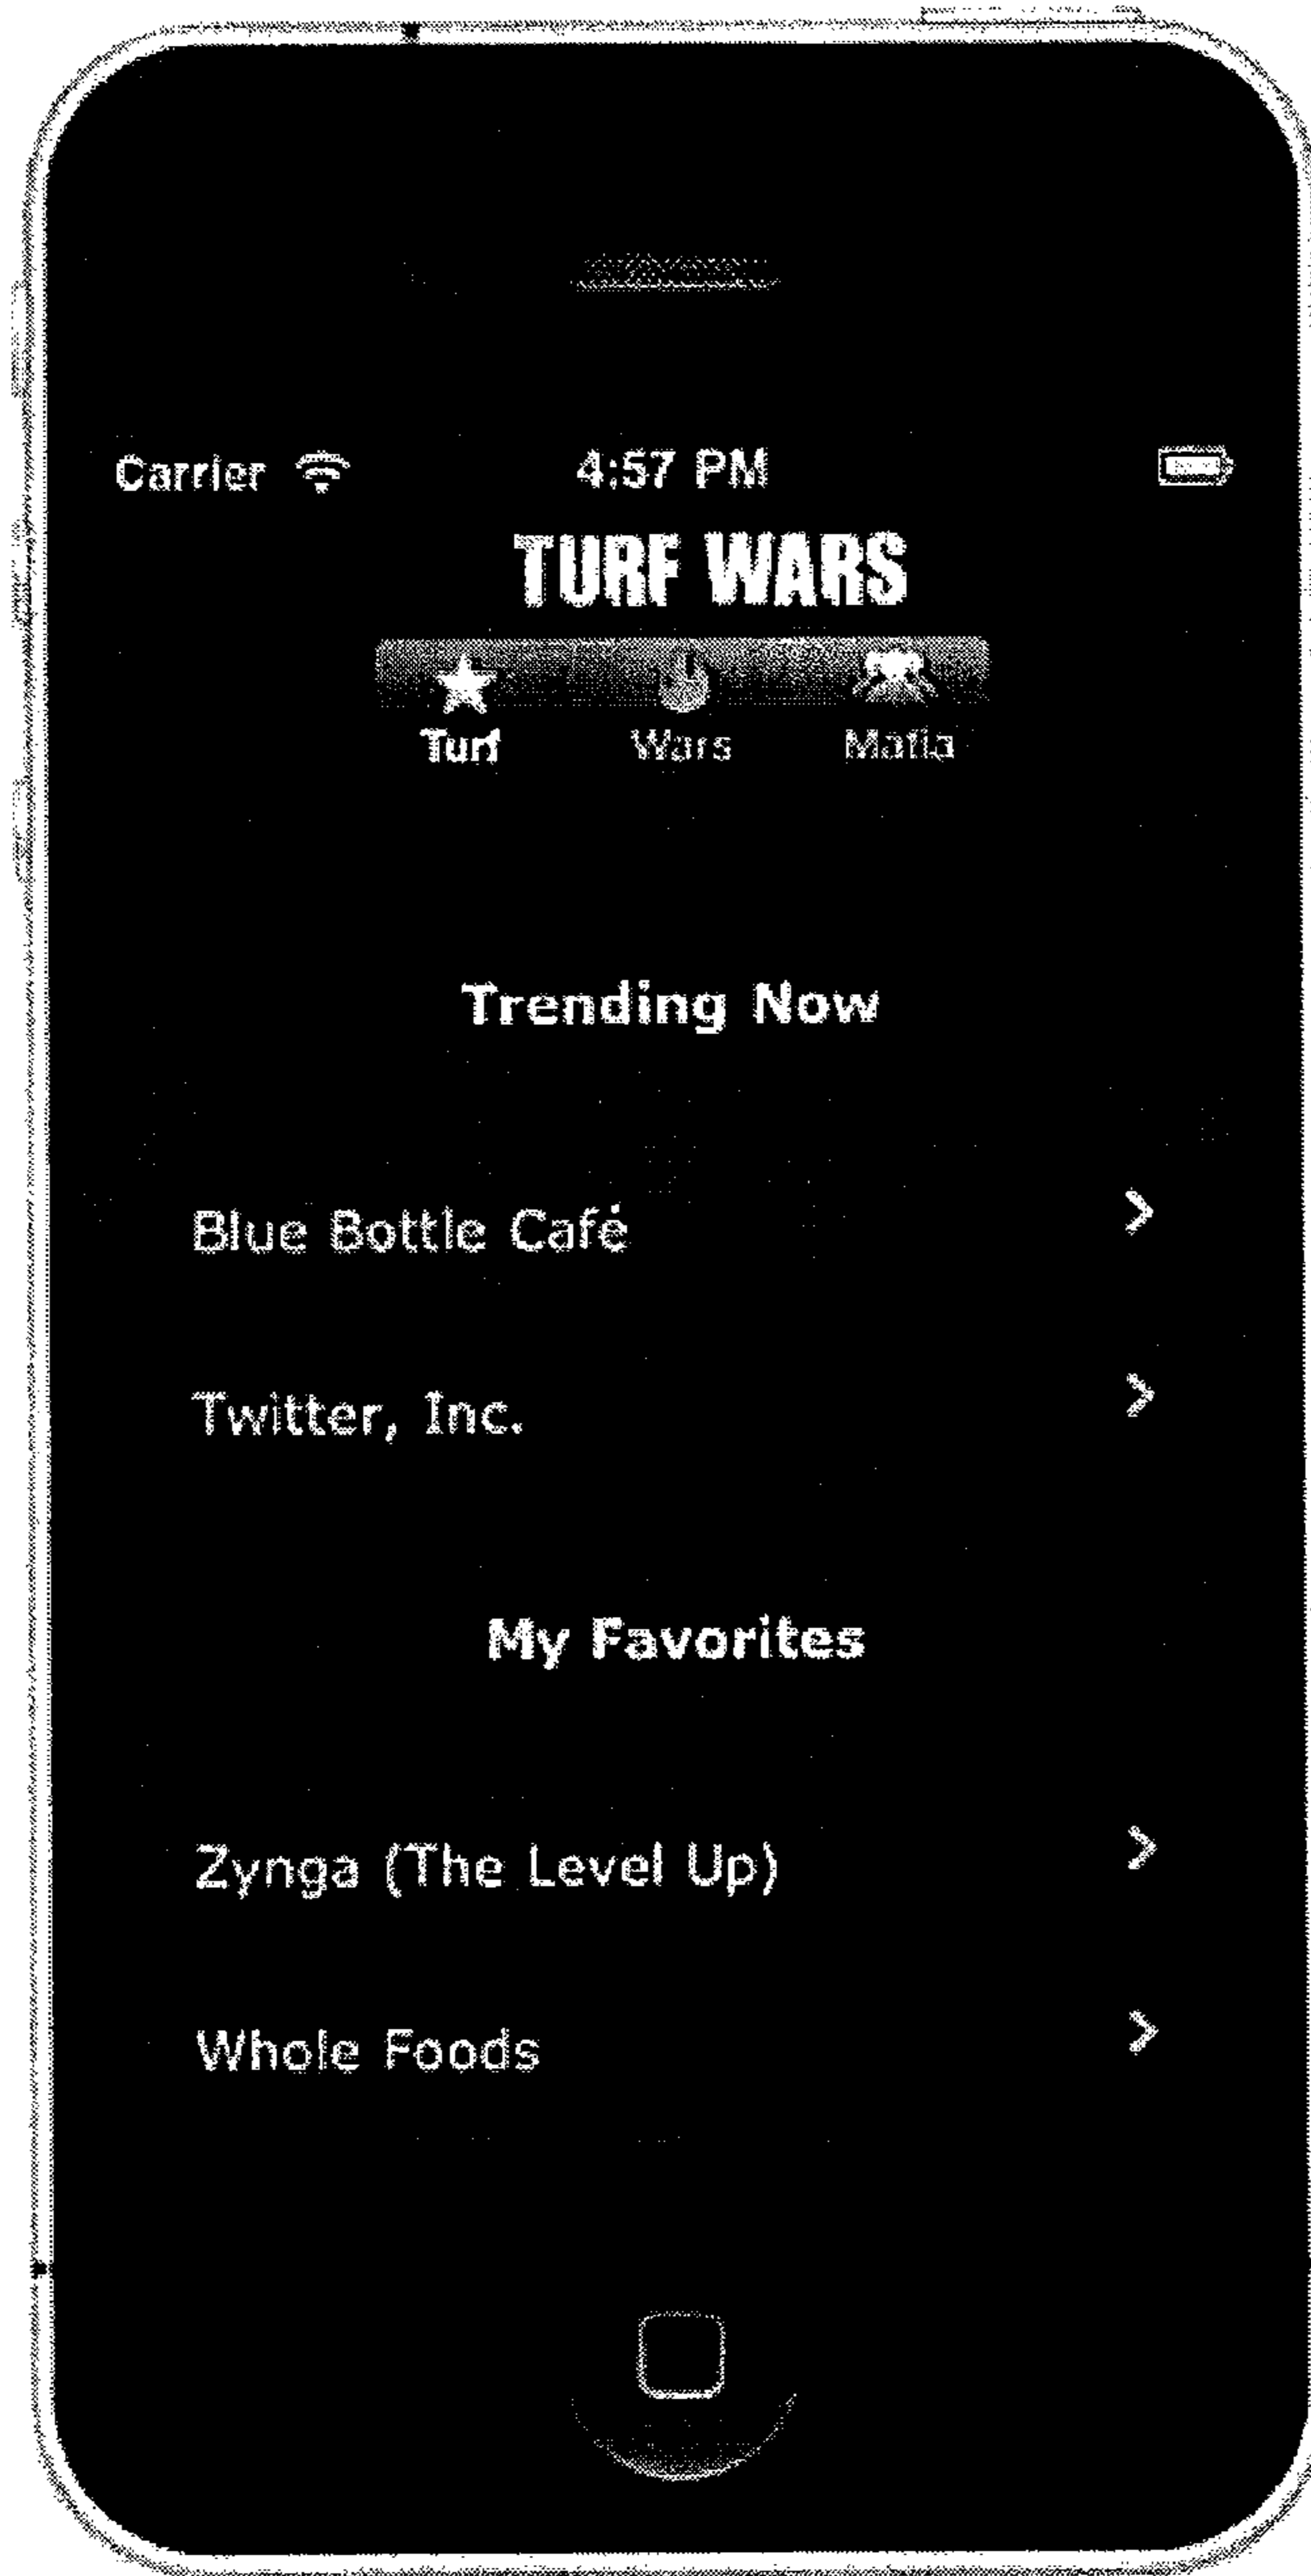 Carrier 4:57 PM
TURF WARS
Turf Wars Mafia
Trending Now
Blue Bottle Café
Twitter, Inc.
My Favorites
Zynga (The Level Up)
Whole Foods